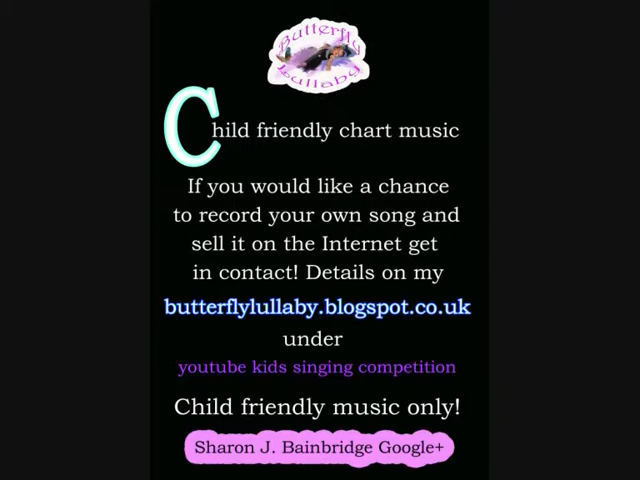 Butterfly
Lullaby
Child friendly chart music
If you would like a chance
to record your own song and
sell it on the Internet get
in contact! Details on my
butterflylullaby.blogspot.co.uk
under
youtube kids singing competition
Child friendly music only!
Sharon J. Bainbridge Google+